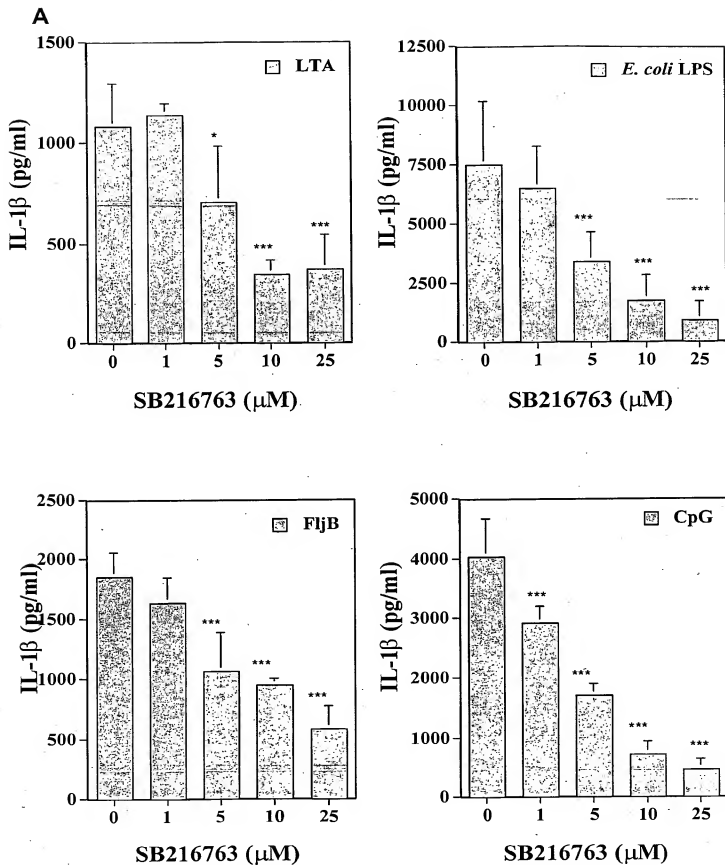 A
1500
1000
500
0
IL-1β (pg/ml)
LTA
*
***
***
0 1 5 10 25
SB216763 (μM)
12500
10000
7500
5000
2500
0
IL-1β (pg/ml)
E. coli LPS
***
***
***
0 1 5 10 25
SB216763 (μM)
2500
2000
1500
1000
500
0
IL-1β (pg/ml)
FljB
***
***
***
0 1 5 10 25
SB216763 (μM)
5000
4000
3000
2000
1000
0
IL-1β (pg/ml)
CpG
***
***
***
***
0 1 5 10 25
SB216763 (μM)